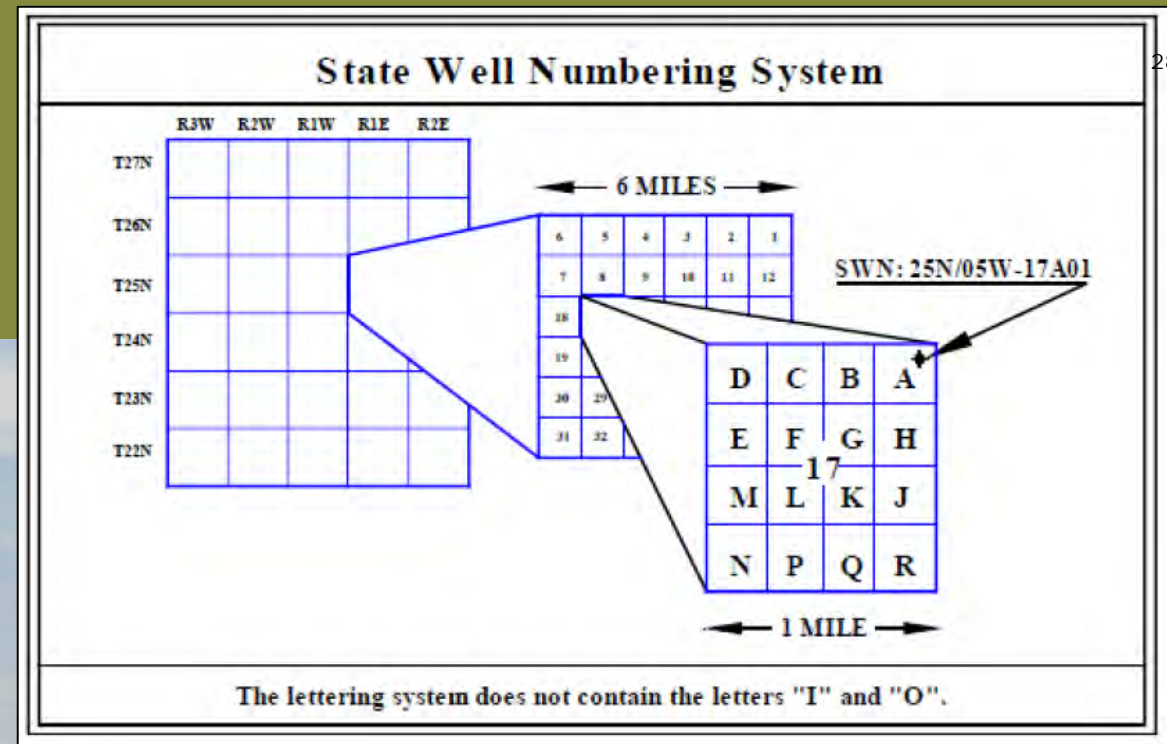 State Well Numbering System
28
R3W R2W R1W R1E R2E
T27N
T26N
T25N
T24N
T23N
T22N
6 MILES
6 5 4 3 2 1
7 8 9 10 11 12
18
19
30 29
31 32
SWN: 25N/05W-17A01
D C B A
E F G H
17
M L K J
N P Q R
1 MILE
The lettering system does not contain the letters "I" and "O".